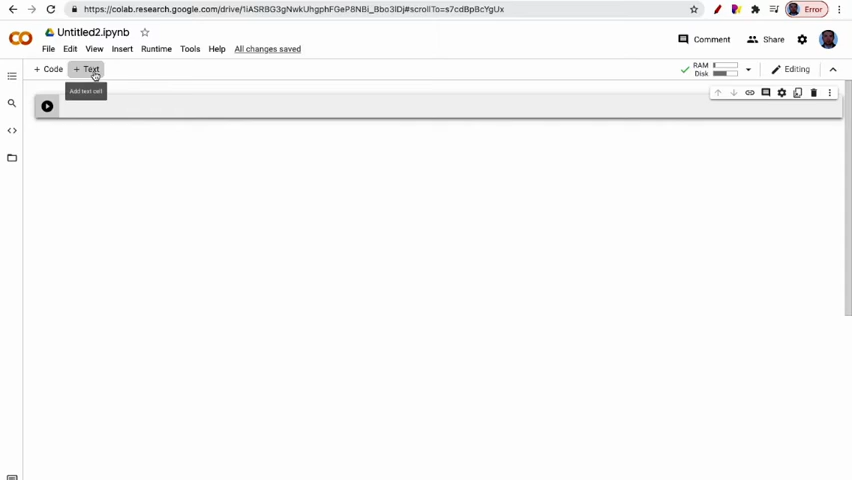 https://colab.research.google.com/drive/1iASRBG3gNwkUhgphFGeP8NBi_Bbo3lDj#scrollTo=s7cdBpBcYgUx
Error
Untitled2.ipynb
File Edit View Insert Runtime Tools Help All changes saved
Comment Share
+ Code + Text
RAM
Disk
Editing
Add text cell